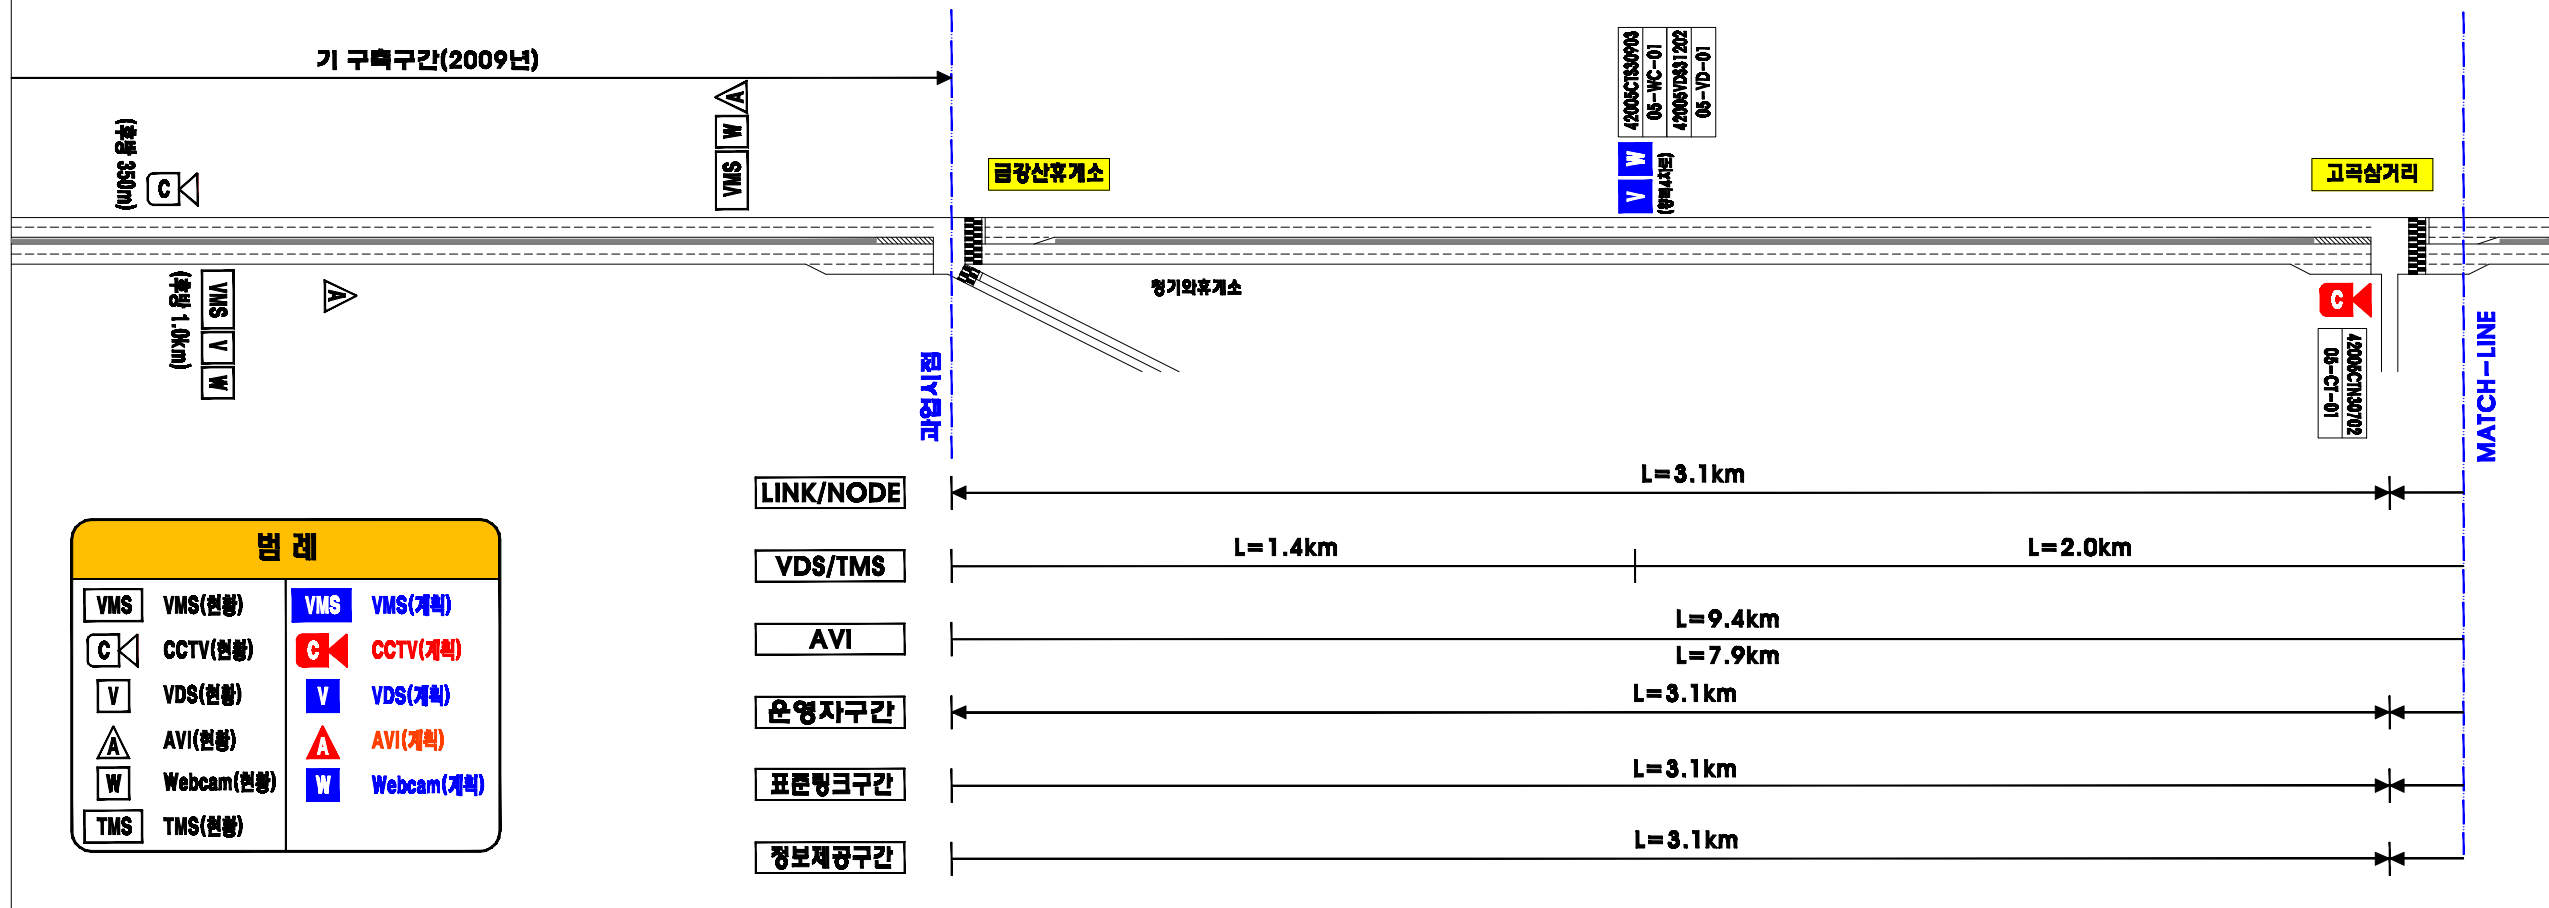 기 구축구간(2009년)
(후방 350m)
C
A
W
VMS
금강산휴게소
42005CTS30903
05-WC-01
42005VDS31202
05-VD-01
W
V
(왕복4차로)
고곡삼거리
VMS
V
W
(후방 1.0km)
A
청기와휴게소
과업시점
C
42006CTN30702
05-CT-01
MATCH-LINE
LINK/NODE
L=3.1km
VDS/TMS
L=1.4km
L=2.0km
AVI
L=9.4km
L=7.9km
운영자구간
L=3.1km
표준링크구간
L=3.1km
정보제공구간
L=3.1km
범 례
VMS VMS(현황) VMS VMS(계획)
C CCTV(현황) C CCTV(계획)
V VDS(현황) V VDS(계획)
A AVI(현황) A AVI(계획)
W Webcam(현황) W Webcam(계획)
TMS TMS(현황)